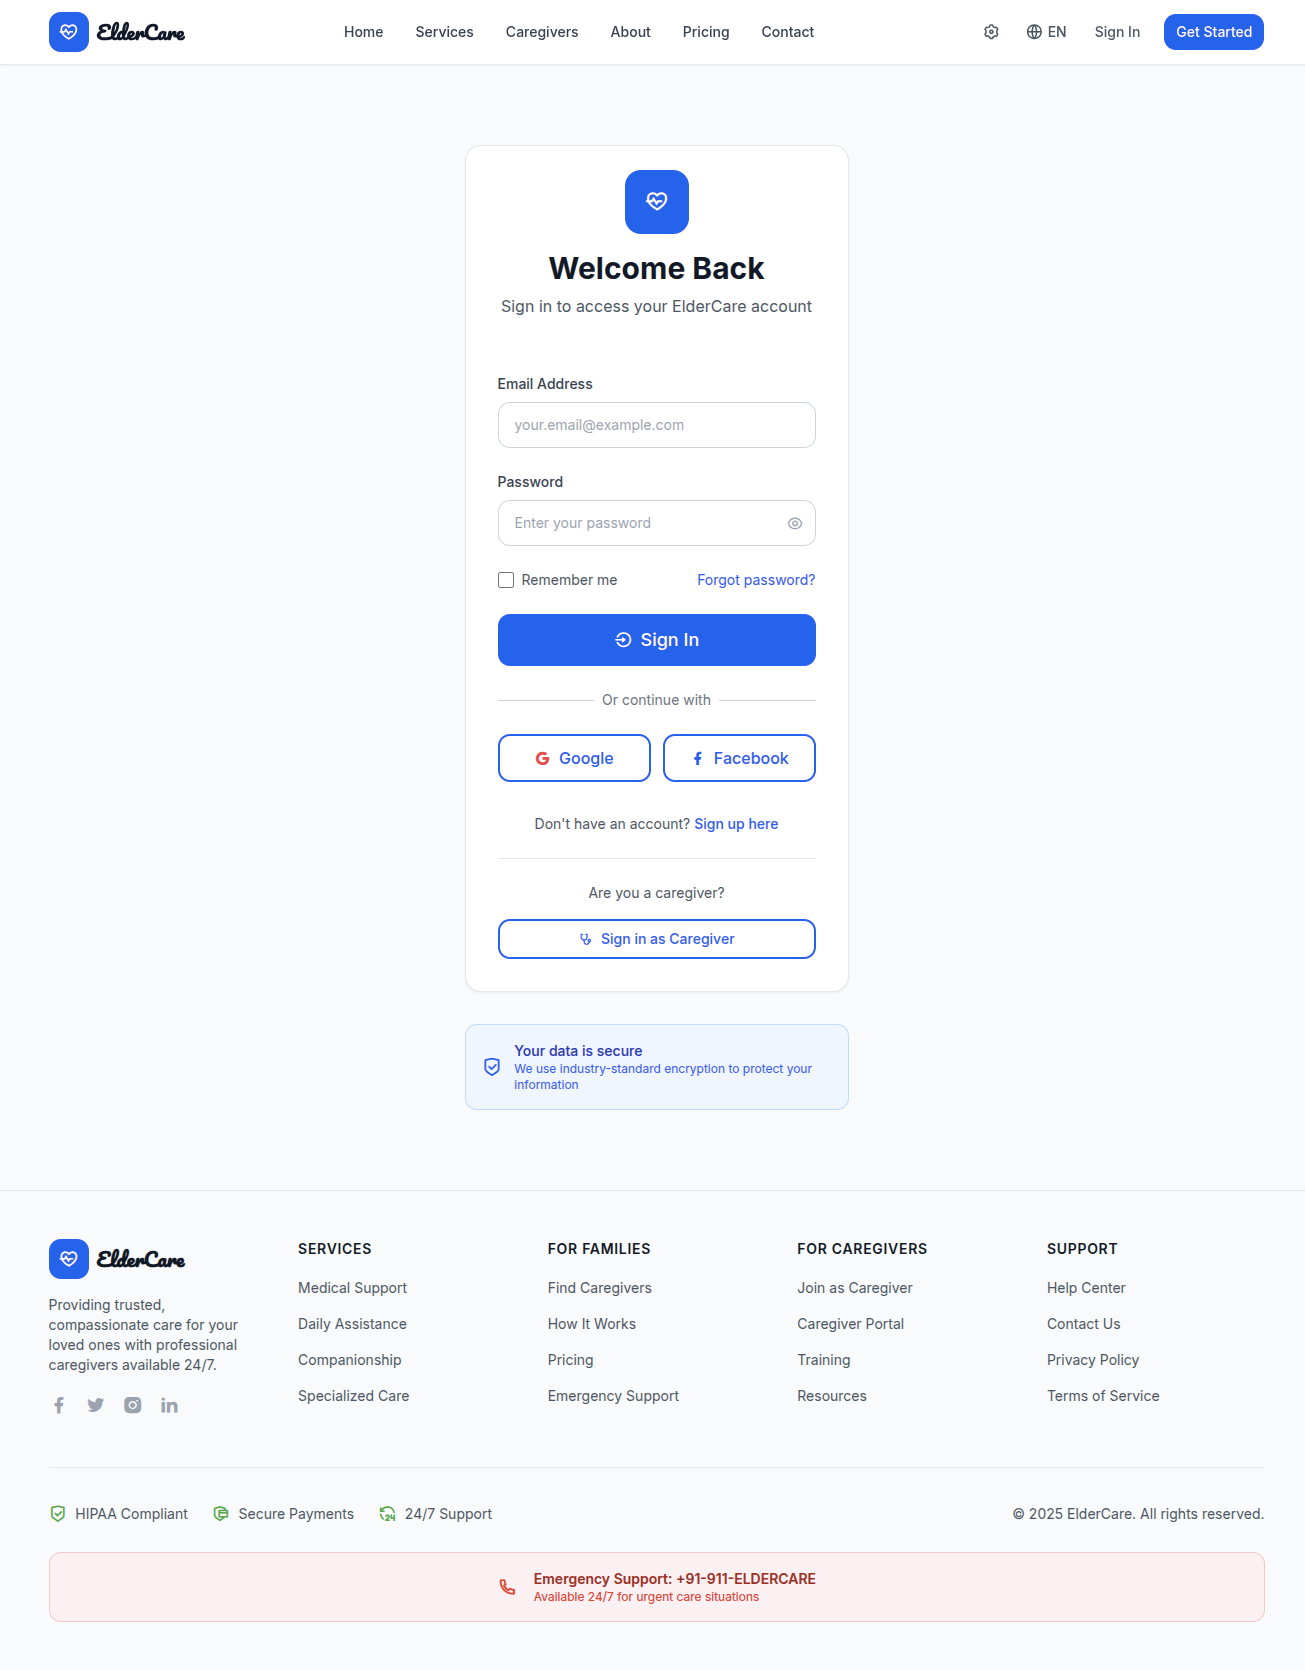 ElderCare
Home
Services
Caregivers
About
Pricing
Contact
EN
Sign In
Get Started
Welcome Back
Sign in to access your ElderCare account
Email Address
your.email@example.com
Password
Enter your password
Remember me
Forgot password?
Sign In
Or continue with
Google
Facebook
Don't have an account? Sign up here
Are you a caregiver?
Sign in as Caregiver
Your data is secure
We use industry-standard encryption to protect your
information
ElderCare
Providing trusted,
compassionate care for your
loved ones with professional
caregivers available 24/7.
SERVICES
Medical Support
Daily Assistance
Companionship
Specialized Care
FOR FAMILIES
Find Caregivers
How It Works
Pricing
Emergency Support
FOR CAREGIVERS
Join as Caregiver
Caregiver Portal
Training
Resources
SUPPORT
Help Center
Contact Us
Privacy Policy
Terms of Service
HIPAA Compliant
Secure Payments
24/7 Support
© 2025 ElderCare. All rights reserved.
Emergency Support: +91-911-ELDERCARE
Available 24/7 for urgent care situations